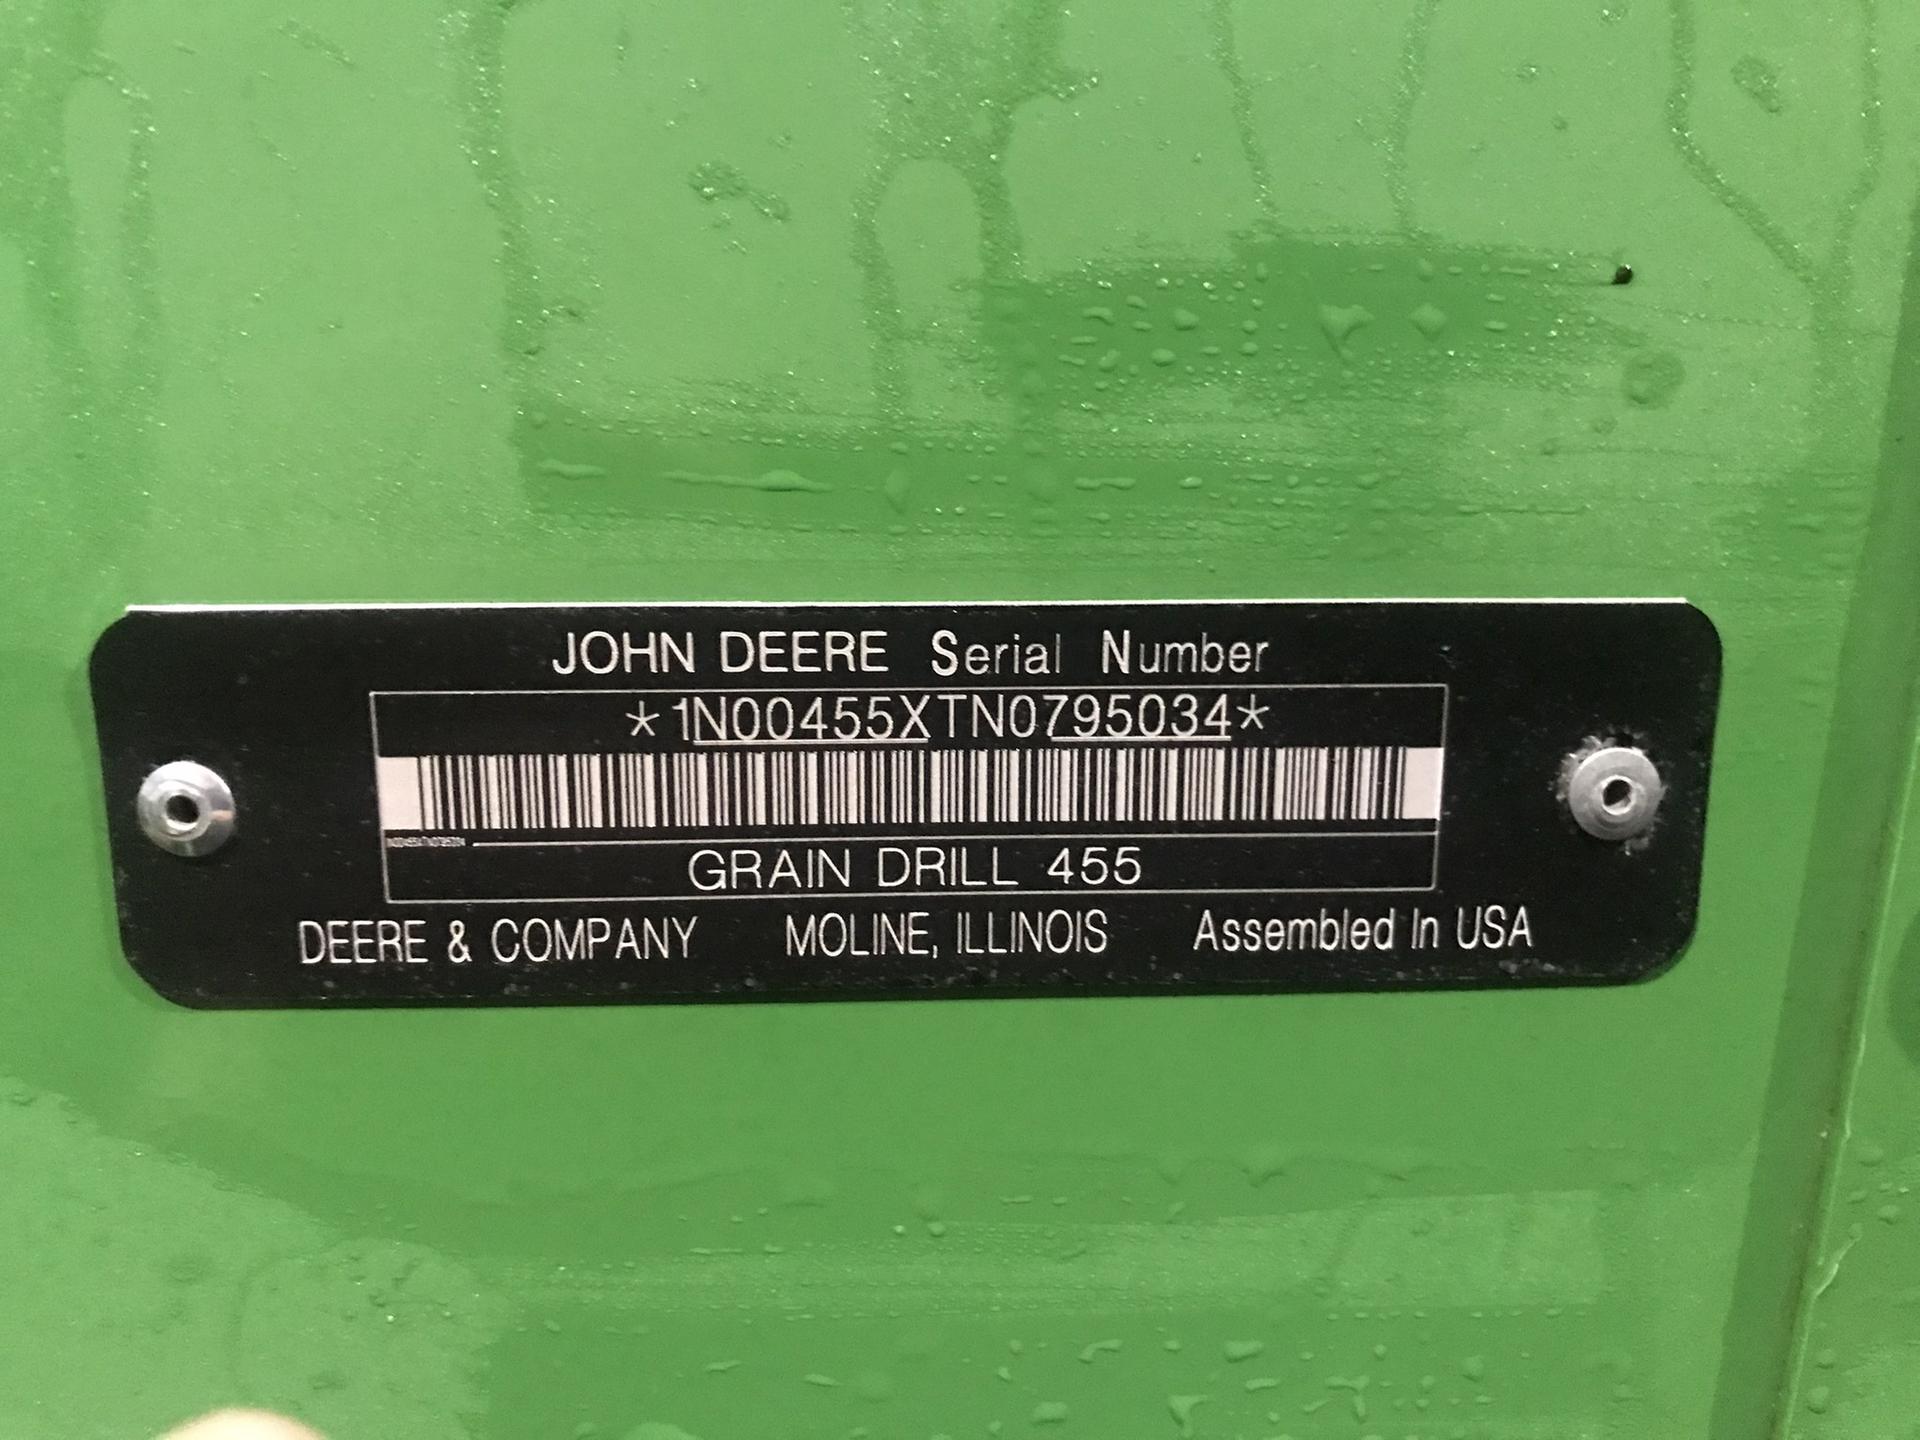 JOHN DEERE Serial Number
*1N00455XTN0795034*
GRAIN DRILL 455
DEERE & COMPANY MOLINE, ILLINOIS Assembled In USA